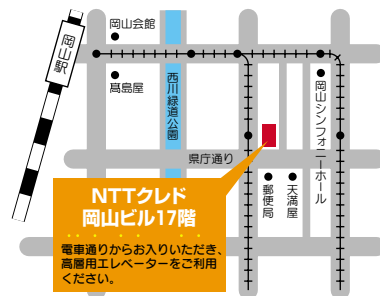 岡山会館
岡山駅
髙島屋
西川緑道公園
岡山シンフォニーホール
県庁通り
郵便局
天満屋
NTTクレド
岡山ビル17階
電車通りからお入りいただき、
高層用エレベーターをご利用
ください。